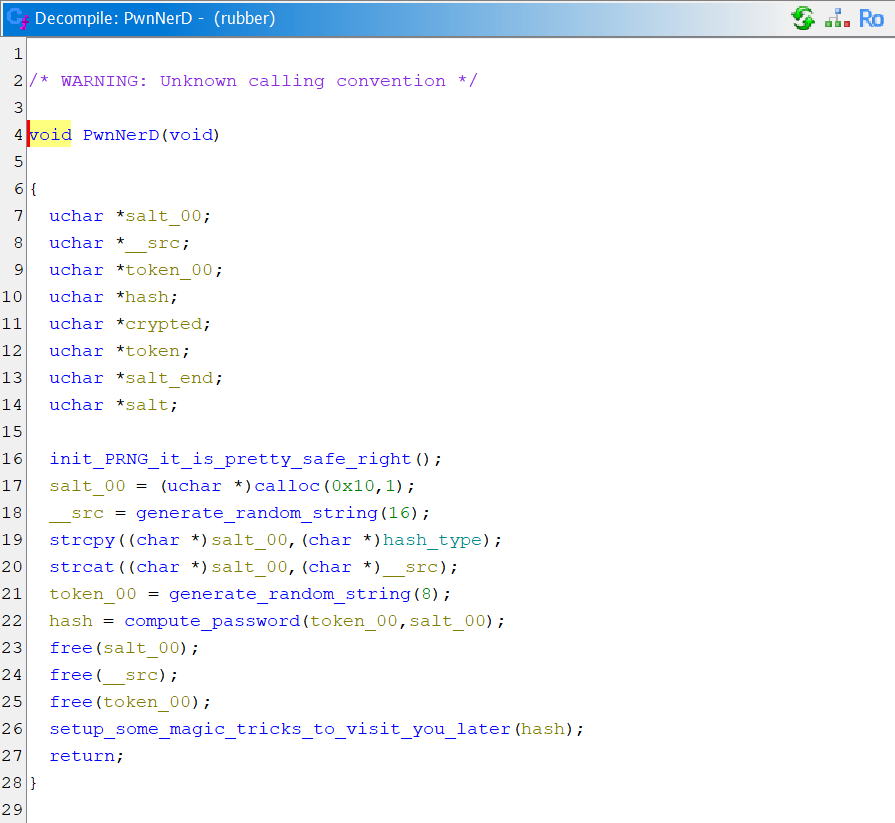 Decompile: PwnNerD - (rubber)
Ro
1
2 /* WARNING: Unknown calling convention */
3
4 void PwnNerD(void)
5
6 {
7 uchar *salt_00;
8 uchar *__src;
9 uchar *token_00;
10 uchar *hash;
11 uchar *crypted;
12 uchar *token;
13 uchar *salt_end;
14 uchar *salt;
15
16 init_PRNG_it_is_pretty_safe_right();
17 salt_00 = (uchar *)calloc(0x10,1);
18 __src = generate_random_string(16);
19 strcpy((char *)salt_00,(char *)hash_type);
20 strcat((char *)salt_00,(char *)__src);
21 token_00 = generate_random_string(8);
22 hash = compute_password(token_00,salt_00);
23 free(salt_00);
24 free(__src);
25 free(token_00);
26 setup_some_magic_tricks_to_visit_you_later(hash);
27 return;
28 }
29